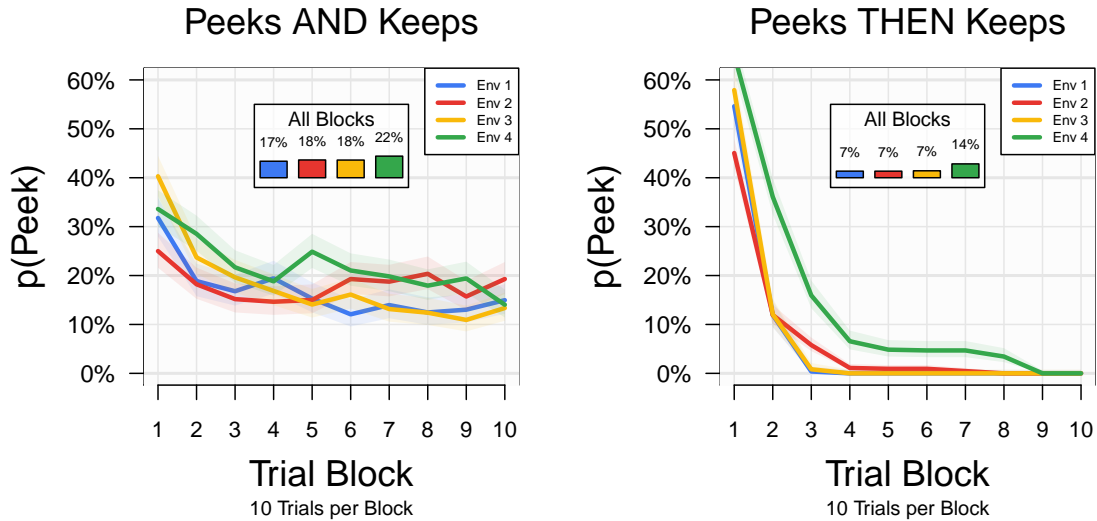 Peeks AND Keeps
p(Peek)
60%
50%
40%
30%
20%
10%
0%
All Blocks
17% 18% 18% 22%
Env 1
Env 2
Env 3
Env 4
1 2 3 4 5 6 7 8 9 10
Trial Block
10 Trials per Block
Peeks THEN Keeps
p(Peek)
60%
50%
40%
30%
20%
10%
0%
All Blocks
7% 7% 7% 14%
Env 1
Env 2
Env 3
Env 4
1 2 3 4 5 6 7 8 9 10
Trial Block
10 Trials per Block